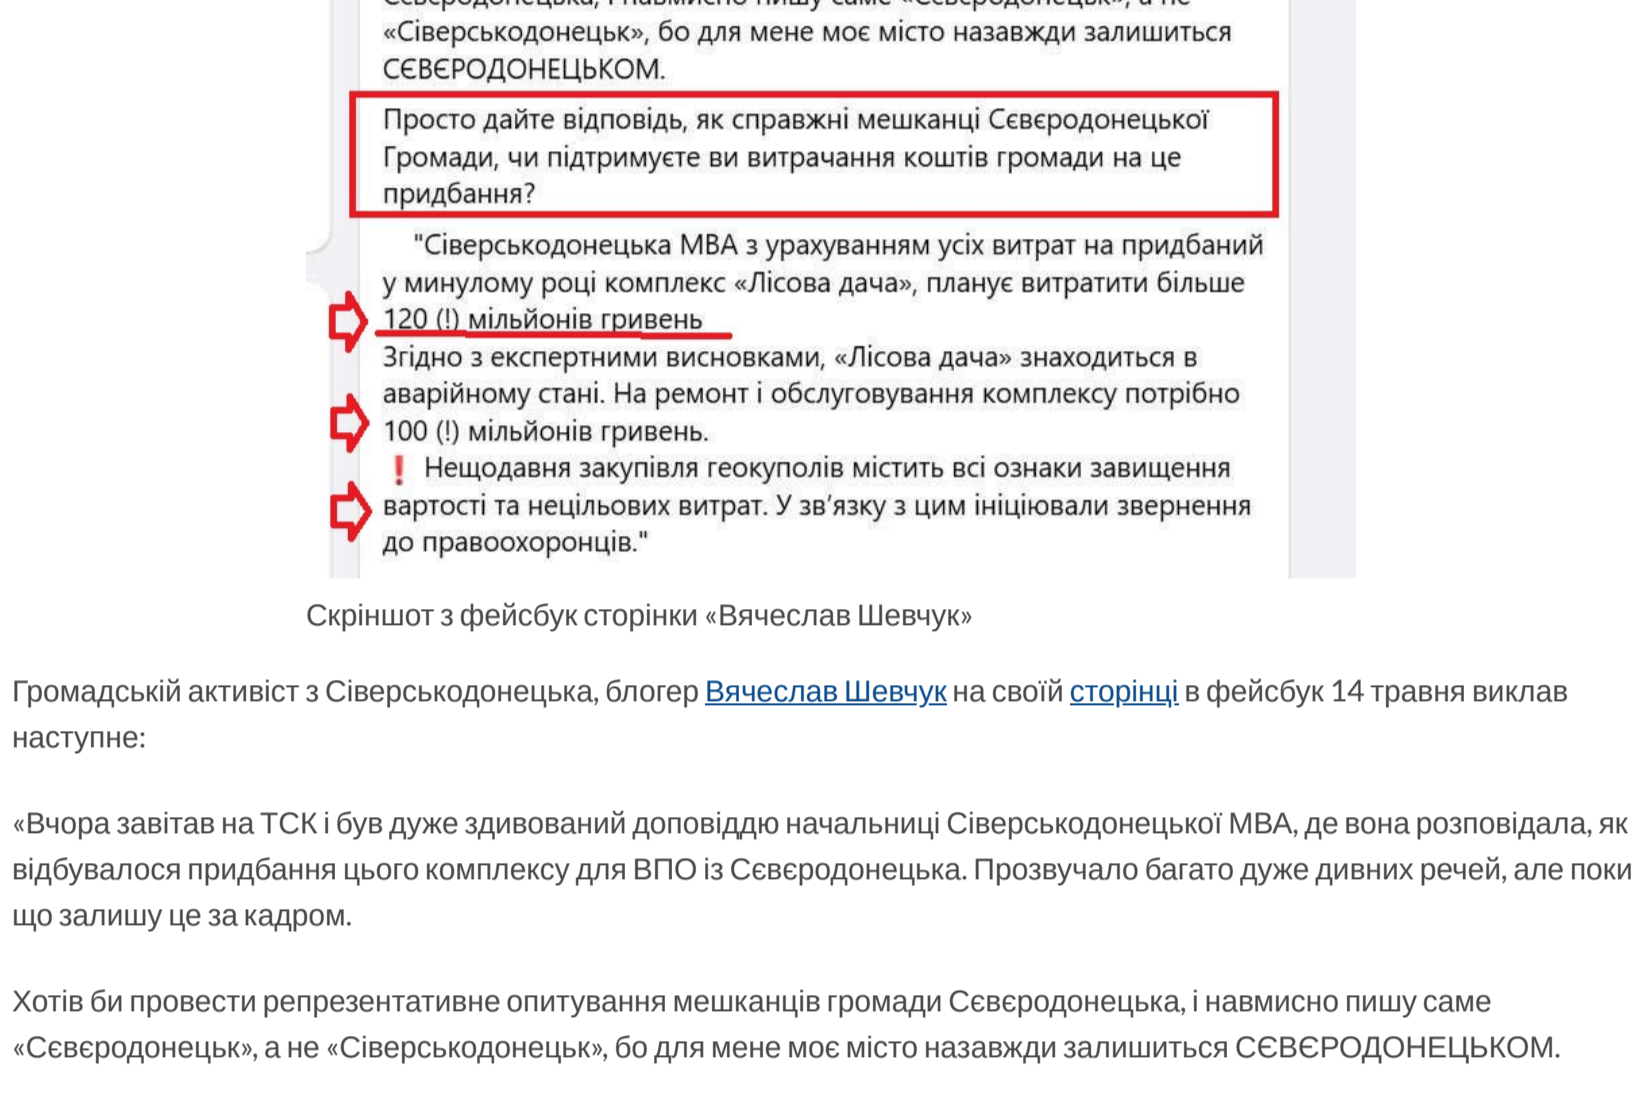 Сєвєродонецька, і навмисно пишу саме «Сєвєродонецьк», а не
«Сіверськодонецьк», бо для мене моє місто назавжди залишиться
СЄВЄРОДОНЕЦЬКОМ.
Просто дайте відповідь, як справжні мешканці Сєвєродонецької
Громади, чи підтримуєте ви витрачання коштів громади на це
придбання?
"Сіверськодонецька МВА з урахуванням усіх витрат на придбаний
у минулому році комплекс «Лісова дача», планує витратити більше
120 (!) мільйонів гривень
Згідно з експертними висновками, «Лісова дача» знаходиться в
аварійному стані. На ремонт і обслуговування комплексу потрібно
100 (!) мільйонів гривень.
❗ Нещодавня закупівля геокуполів містить всі ознаки завищення
вартості та нецільових витрат. У зв’язку з цим ініціювали звернення
до правоохоронців."
Скріншот з фейсбук сторінки «Вячеслав Шевчук»
Громадській активіст з Сіверськодонецька, блогер Вячеслав Шевчук на своїй сторінці в фейсбук 14 травня виклав
наступне:
«Вчора завітав на ТСК і був дуже здивований доповіддю начальниці Сіверськодонецької МВА, де вона розповідала, як
відбувалося придбання цього комплексу для ВПО із Сєвєродонецька. Прозвучало багато дуже дивних речей, але поки
що залишу це за кадром.
Хотів би провести репрезентативне опитування мешканців громади Сєвєродонецька, і навмисно пишу саме
«Сєвєродонецьк», а не «Сіверськодонецьк», бо для мене моє місто назавжди залишиться СЄВЄРОДОНЕЦЬКОМ.